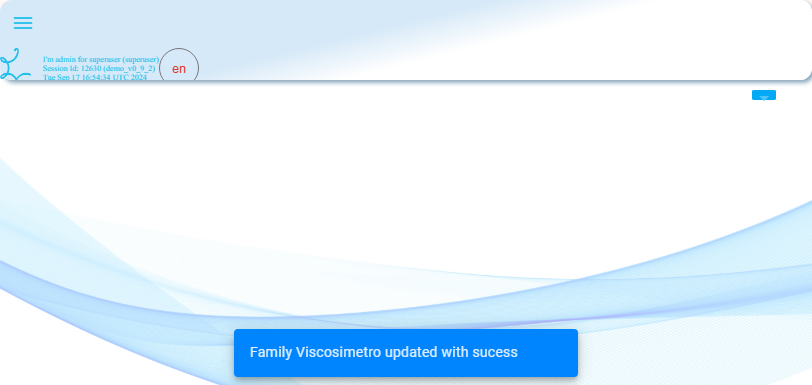 I'm admin for superuser (superuser)
Session Id: 12630 (demo_v0_9_2)
Tue Sep 17 16:54:34 UTC 2024
en
Family Viscosimetro updated with sucess